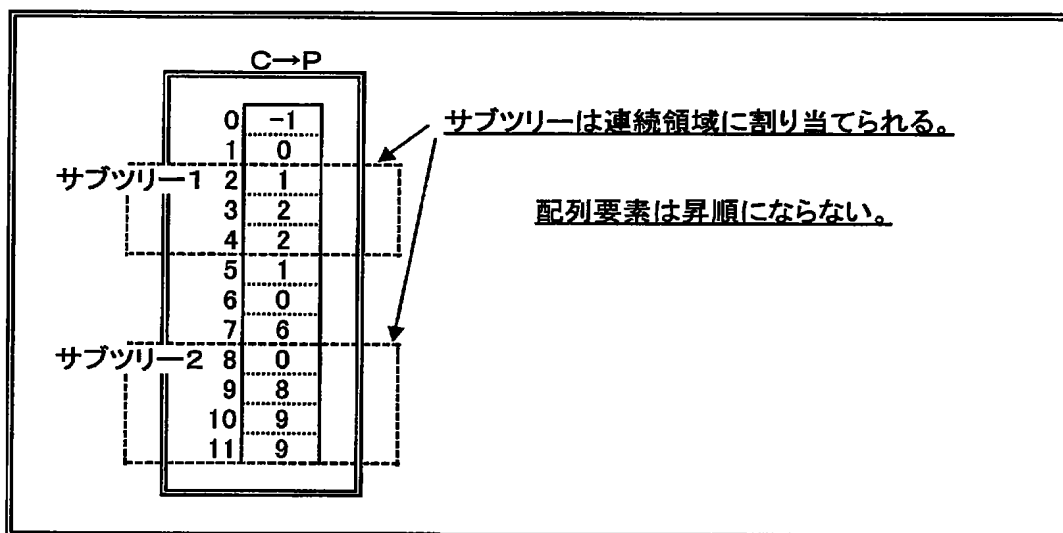 C→P
0 -1
サブツリーは連続領域に割り当てられる。
1 0
サブツリー1 2 1
3 2
配列要素は昇順にならない。
4 2
5 1
6 0
7 6
サブツリー2 8 0
9 8
10 9
11 9